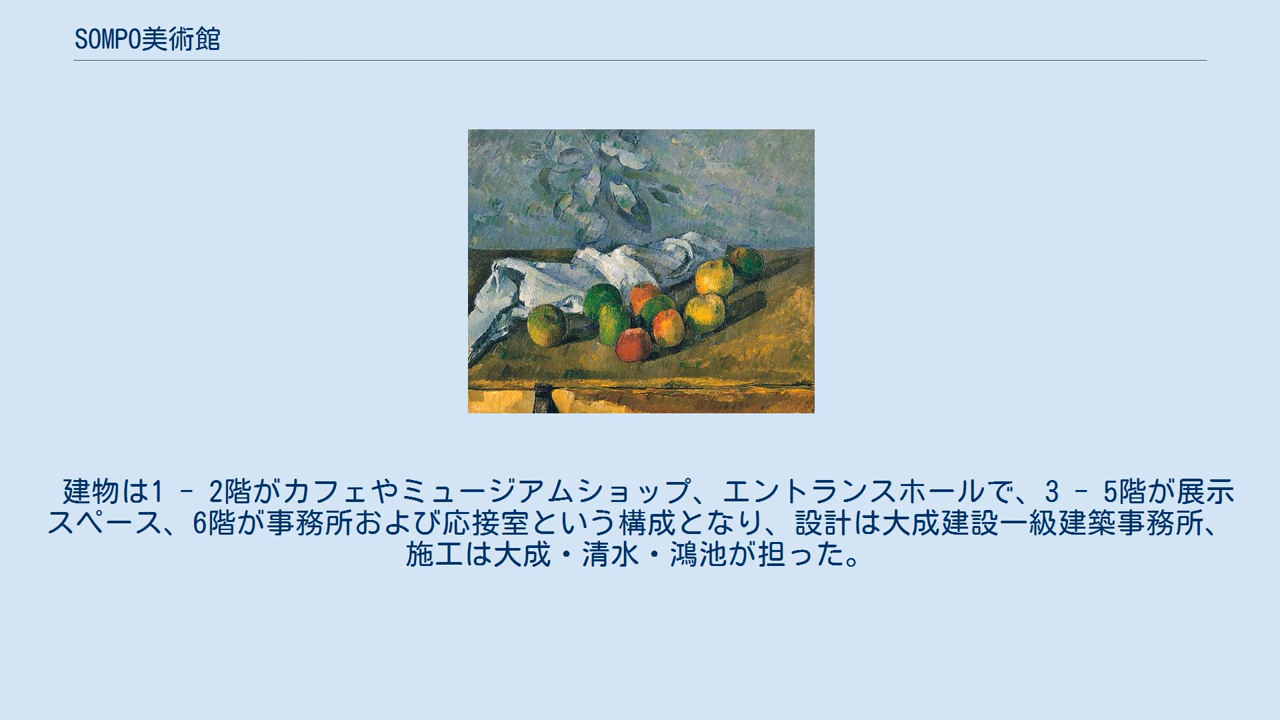 SOMPO美術館
建物は1 - 2階がカフェやミュージアムショップ、エントランスホールで、3 - 5階が展示
スペース、6階が事務所および応接室という構成となり、設計は大成建設一級建築事務所、
施工は大成・清水・鴻池が担った。